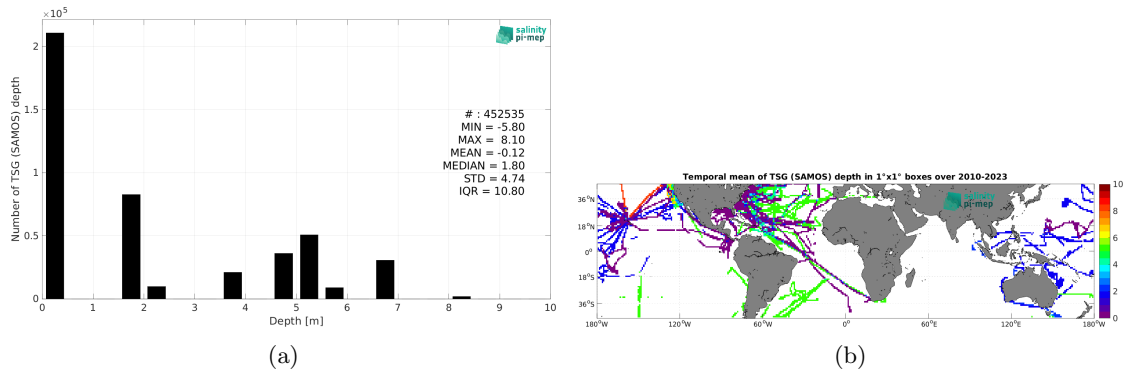 ×10⁵
2
1.5
1
0.5
0
Number of TSG (SAMOS) depth
salinity
pi-mep
# : 452535
MIN = -5.80
MAX = 8.10
MEAN = -0.12
MEDIAN = 1.80
STD = 4.74
IQR = 10.80
0 1 2 3 4 5 6 7 8 9 10
Depth [m]
(a)
Temporal mean of TSG (SAMOS) depth in 1°x1° boxes over 2010-2023
salinity
pi-mep
36°N
18°N
0°
18°S
36°S
180°W 120°W 60°W 0° 60°E 120°E 180°W
10
8
6
4
2
0
(b)